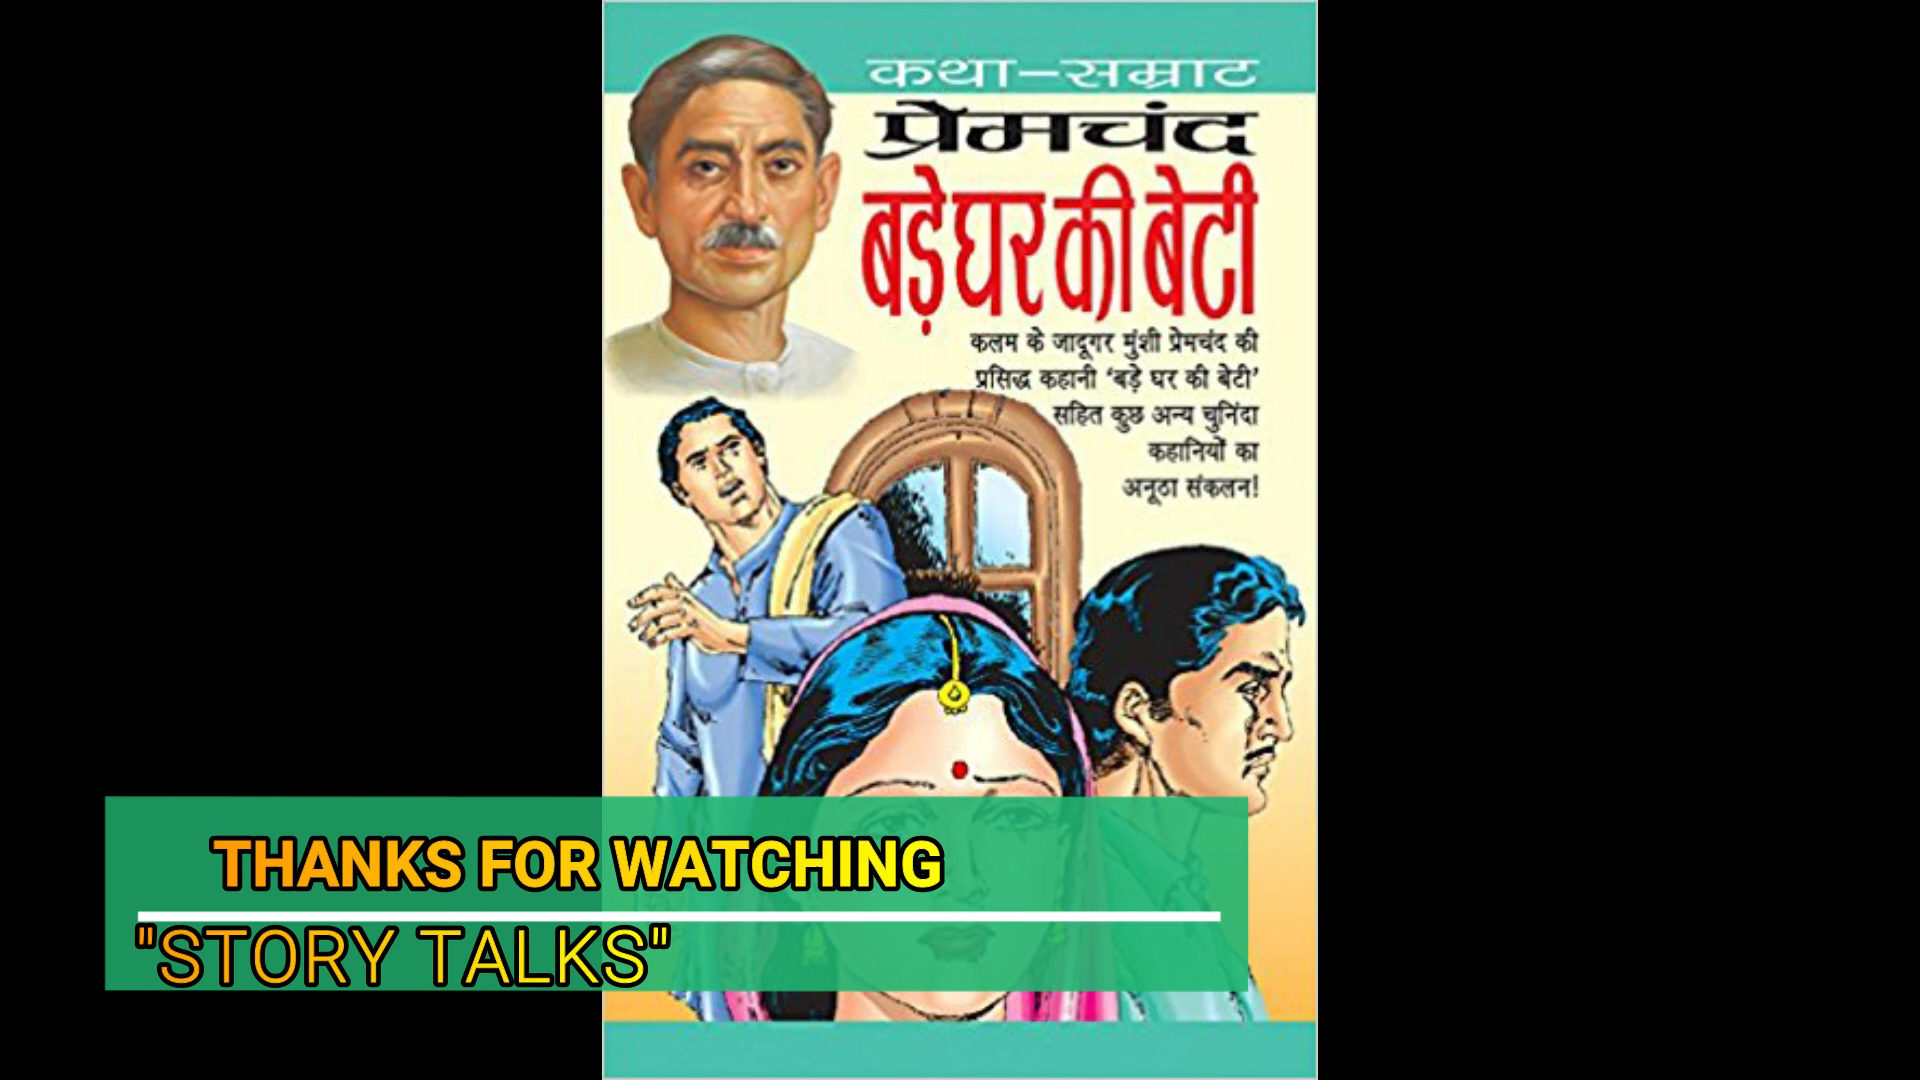 कथा–सम्राट
प्रेमचंद
बड़े घर की बेटी
कलम के जादूगर मुंशी प्रेमचंद की
प्रसिद्ध कहानी ‘बड़े घर की बेटी’
सहित कुछ अन्य चुनिंदा
कहानियों का
अनूठा संकलन!
THANKS FOR WATCHING
"STORY TALKS"